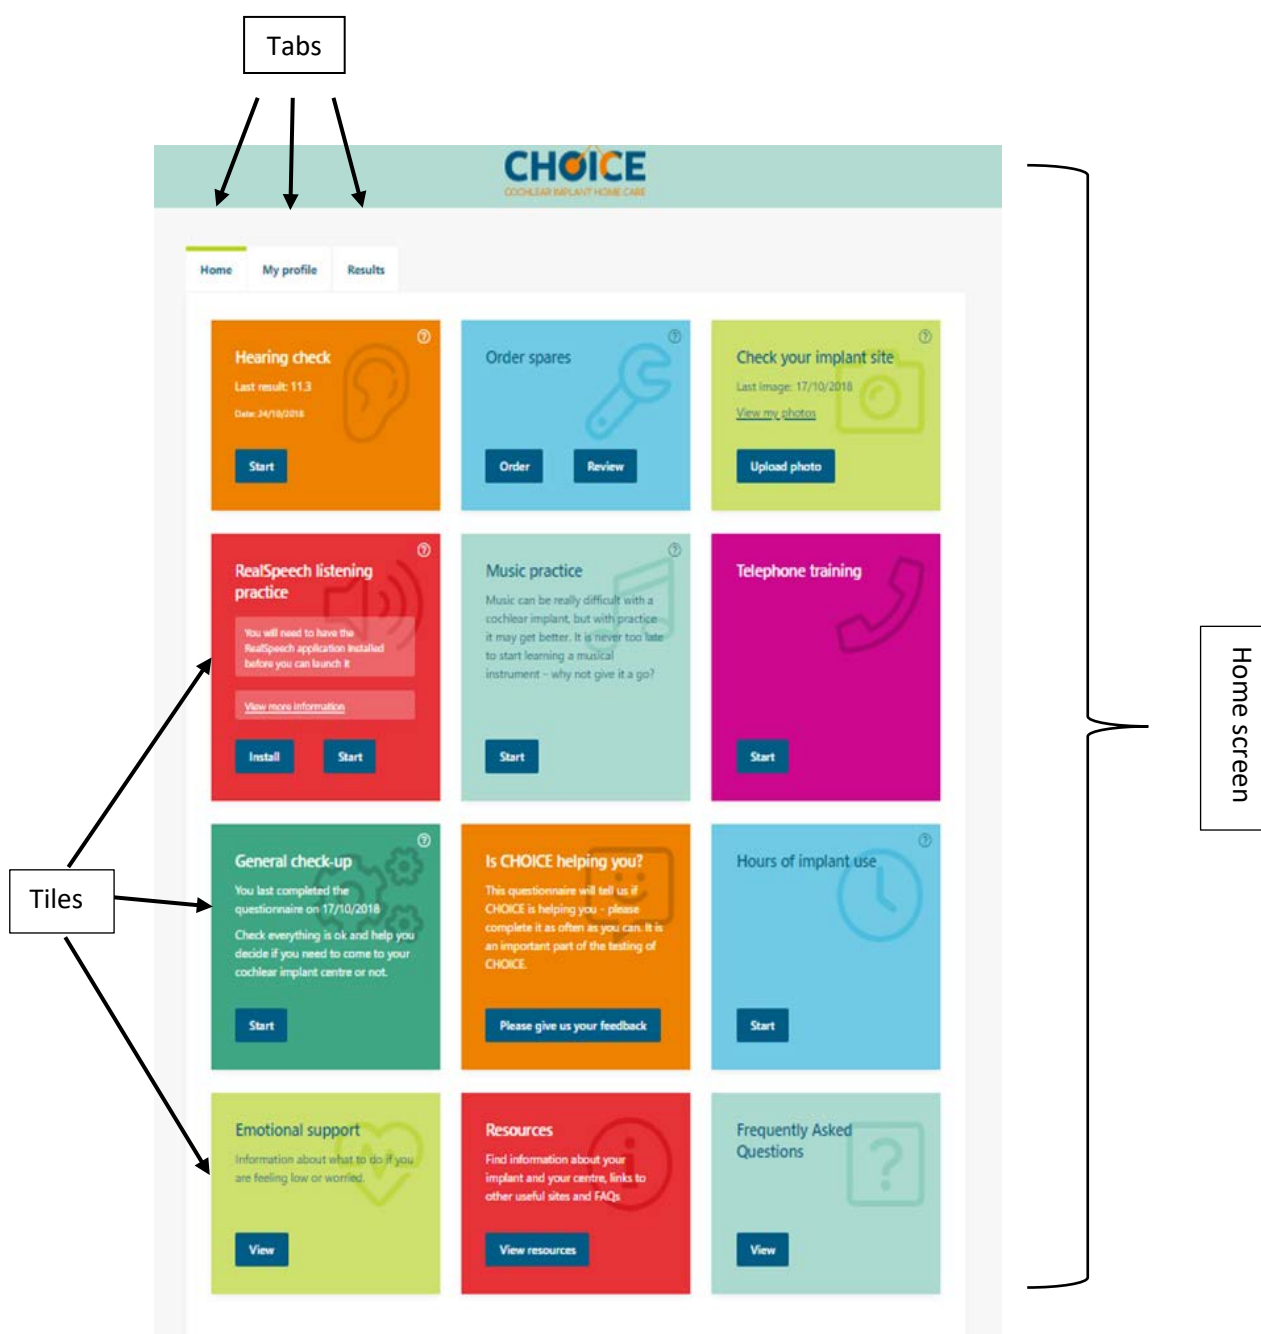 Tabs
CHOICE
COCHLEAR IMPLANT HOME CARE
Home
My profile
Results
Hearing check
Last result: 11.3
Date: 24/10/2018
Start
Order spares
Order
Review
Check your implant site
Last image: 17/10/2018
View my photos
Upload photo
RealSpeech listening
practice
You will need to have the
RealSpeech application installed
before you can launch it
View more information
Install
Start
Music practice
Music can be really difficult with a
cochlear implant, but with practice
it may get better. It is never too late
to start learning a musical
instrument – why not give it a go?
Start
Telephone training
Start
Home screen
Tiles
General check-up
You last completed the
questionnaire on 17/10/2018
Check everything is ok and help you
decide if you need to come to your
cochlear implant centre or not.
Start
Is CHOICE helping you?
This questionnaire will tell us if
CHOICE is helping you – please
complete it as often as you can. It is
an important part of the testing of
CHOICE.
Please give us your feedback
Hours of implant use
Start
Emotional support
Information about what to do if you
are feeling low or worried.
View
Resources
Find information about your
implant and your centre, links to
other useful sites and FAQs
View resources
Frequently Asked
Questions
?
View